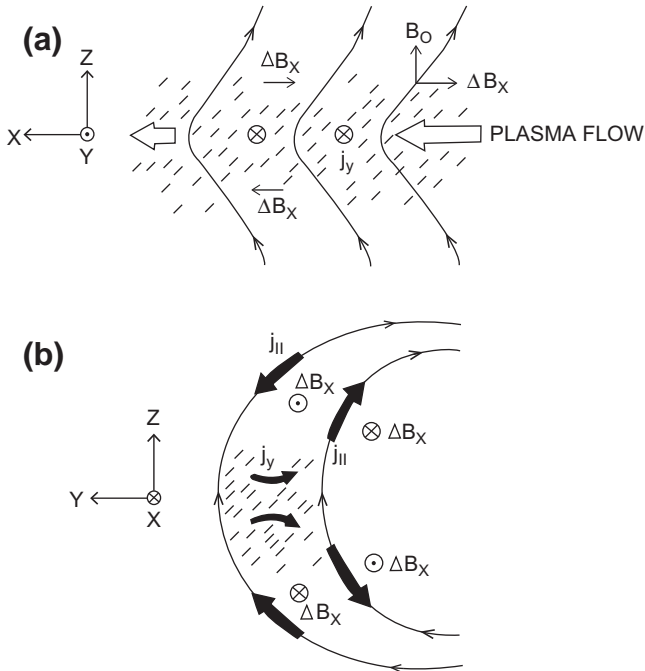 (a)
B_O
Z
ΔB_X
ΔB_X
X
Y
j_y
PLASMA FLOW
ΔB_X
(b)
j_II
ΔB_X
Z
ΔB_X
j_y
j_II
Y
X
ΔB_X
ΔB_X